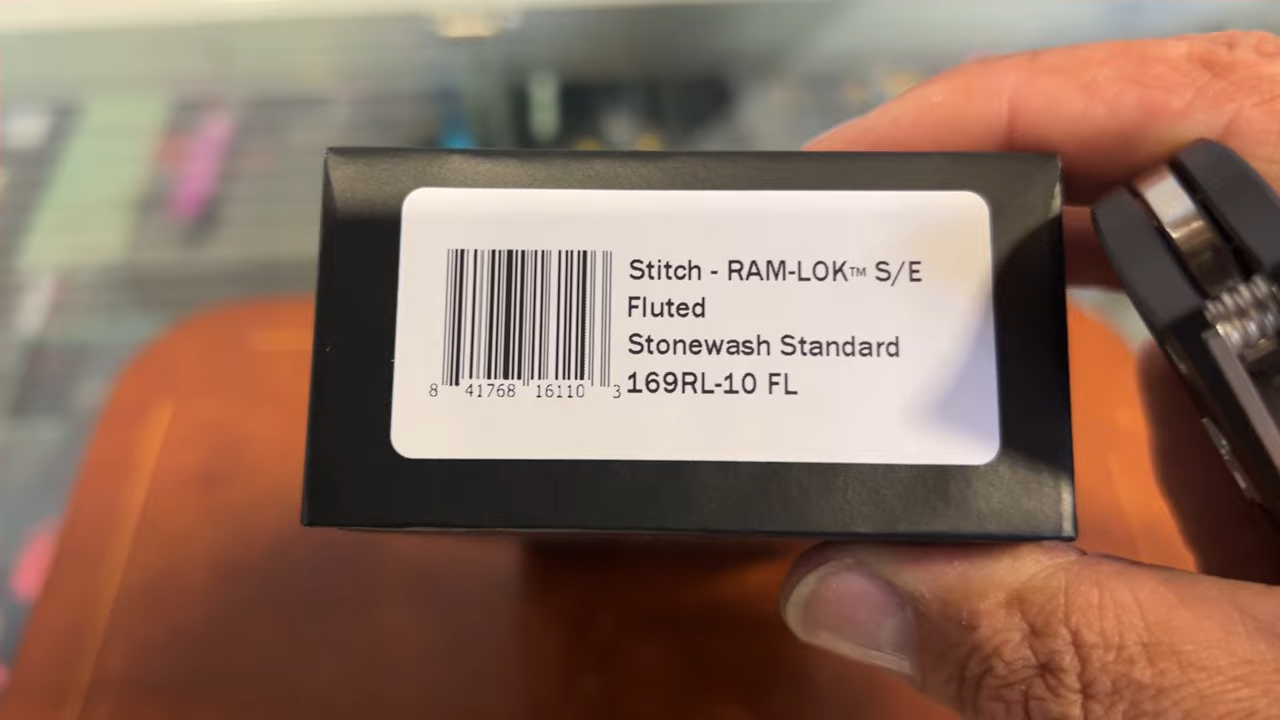 Stitch - RAM-LOK™ S/E
Fluted
Stonewash Standard
169RL-10 FL
8 41768 16110 3